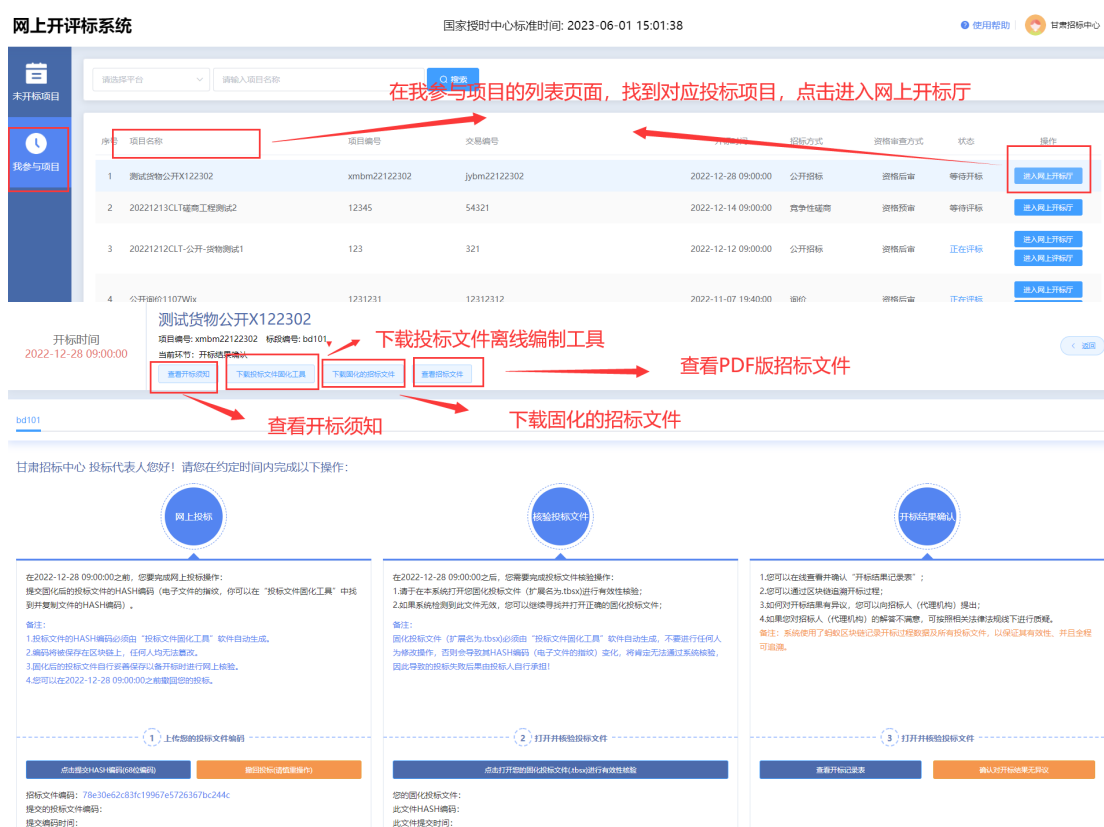 网上开评标系统
国家授时中心标准时间: 2023-06-01 15:01:38
使用帮助
甘肃招标中心
未开标项目
我参与项目
请选择平台
请输入项目名称
搜索
在我参与项目的列表页面，找到对应投标项目，点击进入网上开标厅
序号 项目名称 项目编号 交易编号 开标时间 招标方式 资格审查方式 状态 操作
1 测试货物公开X122302 xmbm22122302 jybm22122302 2022-12-28 09:00:00 公开招标 资格后审 等待开标 进入网上开标厅
2 20221213CLT磋商工程测试2 12345 54321 2022-12-14 09:00:00 竞争性磋商 资格预审 等待评标 进入网上开标厅
3 20221212CLT-公开-货物测试1 123 321 2022-12-12 09:00:00 公开招标 资格后审 正在评标 进入网上开标厅
进入网上评标厅
4 公开询价1107Wjx 1231231 12312312 2022-11-07 19:40:00 询价 资格后审 正在评标 进入网上开标厅
开标时间
2022-12-28 09:00:00
测试货物公开X122302
项目编号: xmbm22122302 标段编号: bd101
当前环节: 开标结果确认
查看开标须知
下载投标文件固化工具
下载固化的招标文件
查看招标文件
返回
下载投标文件离线编制工具
查看PDF版招标文件
查看开标须知
下载固化的招标文件
bd101
甘肃招标中心 投标代表人您好！请您在约定时间内完成以下操作：
网上投标
在2022-12-28 09:00:00之前，您要完成网上投标操作：
提交固化后的投标文件的HASH编码（电子文件的指纹，你可以在“投标文件固化工具”中找
到并复制文件的HASH编码）。
备注：
1.投标文件的HASH编码必须由“投标文件固化工具”软件自动生成。
2.编码将被保存在区块链上，任何人均无法篡改。
3.固化后的投标文件自行妥善保存以备开标时进行网上核验。
4.您可以在2022-12-28 09:00:00之前撤回您的投标。
1 上传您的投标文件编码
点击提交HASH编码(68位编码)
撤回投标(请慎重操作)
招标文件编码：78e30e62c83fc19967e5726367bc244c
提交的投标文件编码：
提交编码时间：
核验投标文件
在2022-12-28 09:00:00之后，您需要完成投标文件核验操作：
1.请于在本系统打开您固化投标文件（扩展名为.tbsx)进行有效性核验；
2.如果系统检测到此文件无效，您可以继续寻找并打开正确的固化投标文件；
备注：
固化投标文件（扩展名为.tbsx)必须由“投标文件固化工具”软件自动生成，不要进行任何人
为修改操作，否则会导致其HASH编码（电子文件的指纹）变化，将肯定无法通过系统核验，
因此导致的投标失败后果由投标人自行承担！
2 打开并核验投标文件
点击打开您的固化投标文件(.tbsx)进行有效性核验
您的固化投标文件：
此文件HASH编码：
此文件提交时间：
开标结果确认
1.您可以在线查看并确认“开标结果记录表”；
2.您可以通过区块链追溯开标过程；
3.如何对开标结果有异议，您可以向招标人（代理机构）提出；
4.如果您对招标人（代理机构）的解答不满意，可按照相关法律法规线下进行质疑。
备注：系统使用了蚂蚁区块链记录开标过程数据及所有投标文件，以保证其有效性、并且全程
可追溯。
3 打开并核验投标文件
查看开标记录表
确认对开标结果无异议